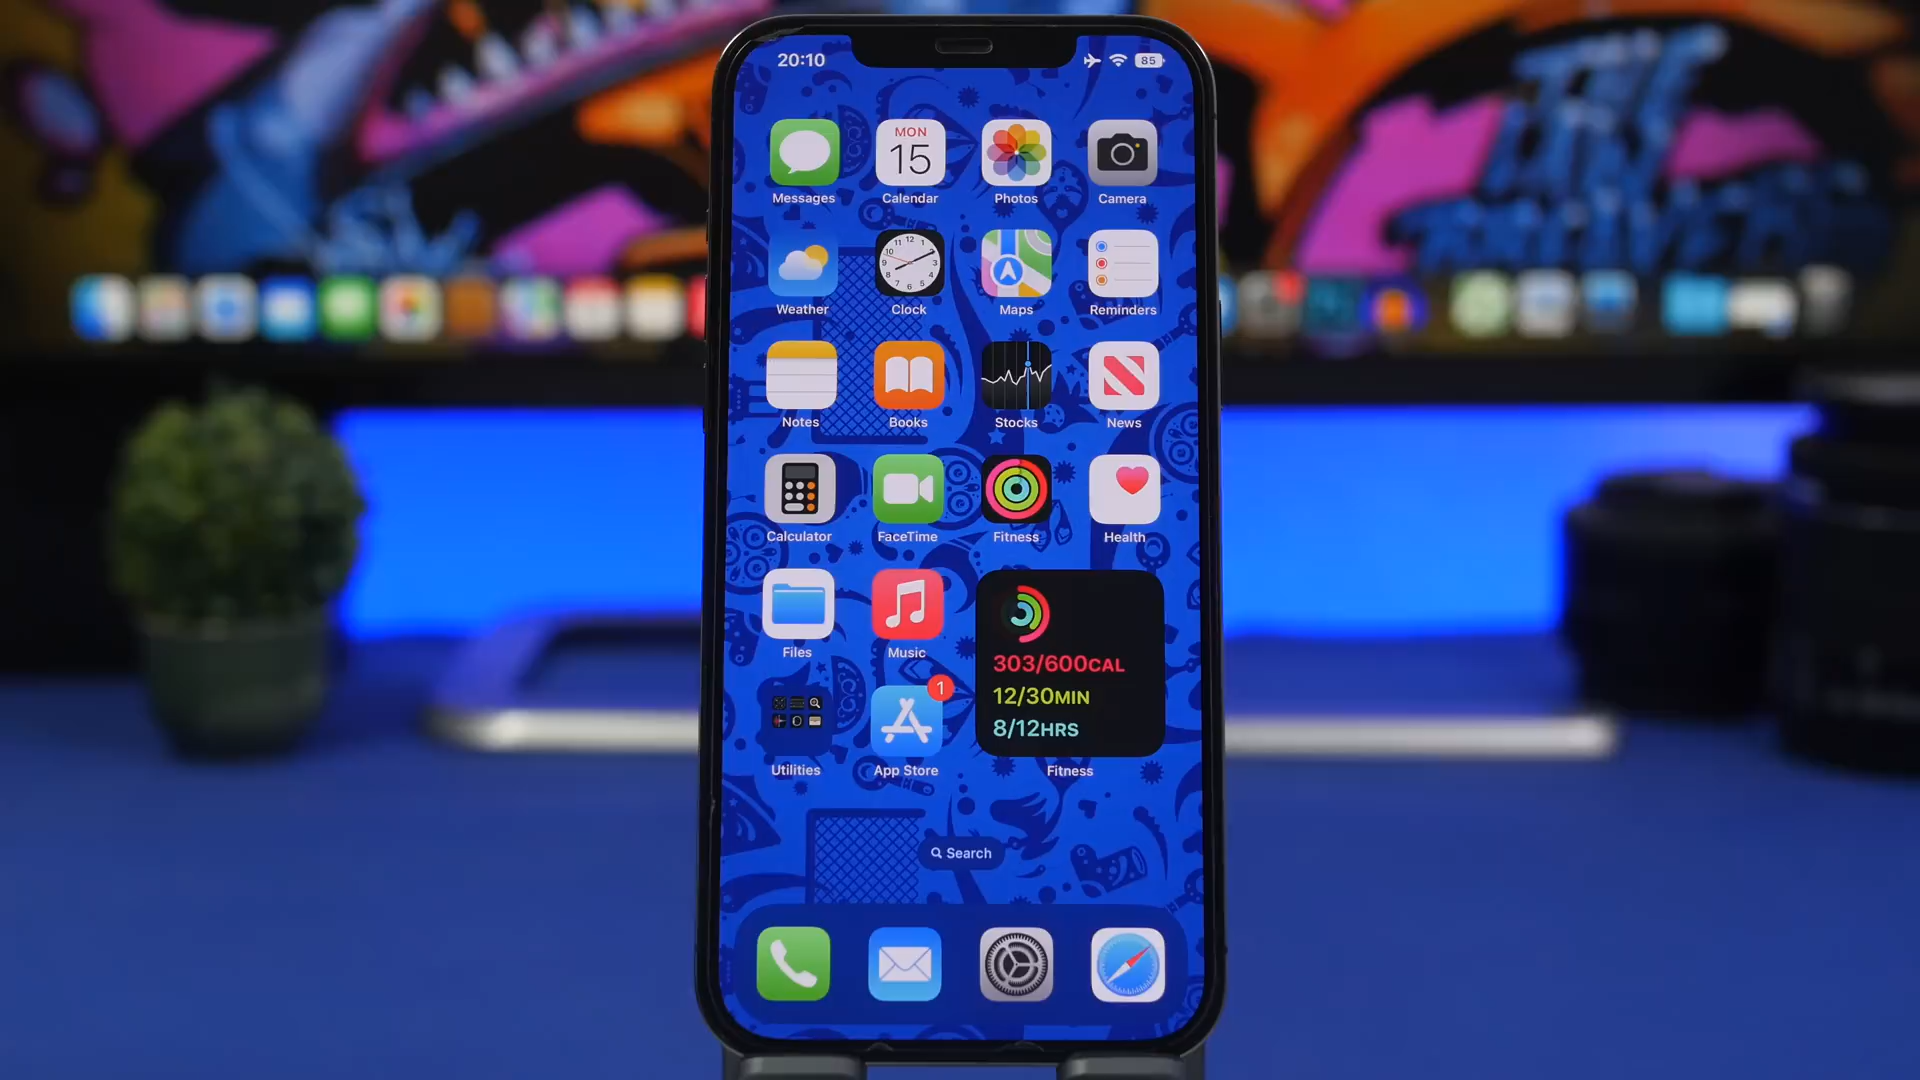 20:10 85
MON
15
Messages Calendar Photos Camera
Weather Clock Maps Reminders
Notes Books Stocks News
Calculator FaceTime Fitness Health
Files Music
303/600CAL
12/30MIN
8/12HRS
1
Utilities App Store Fitness
Search